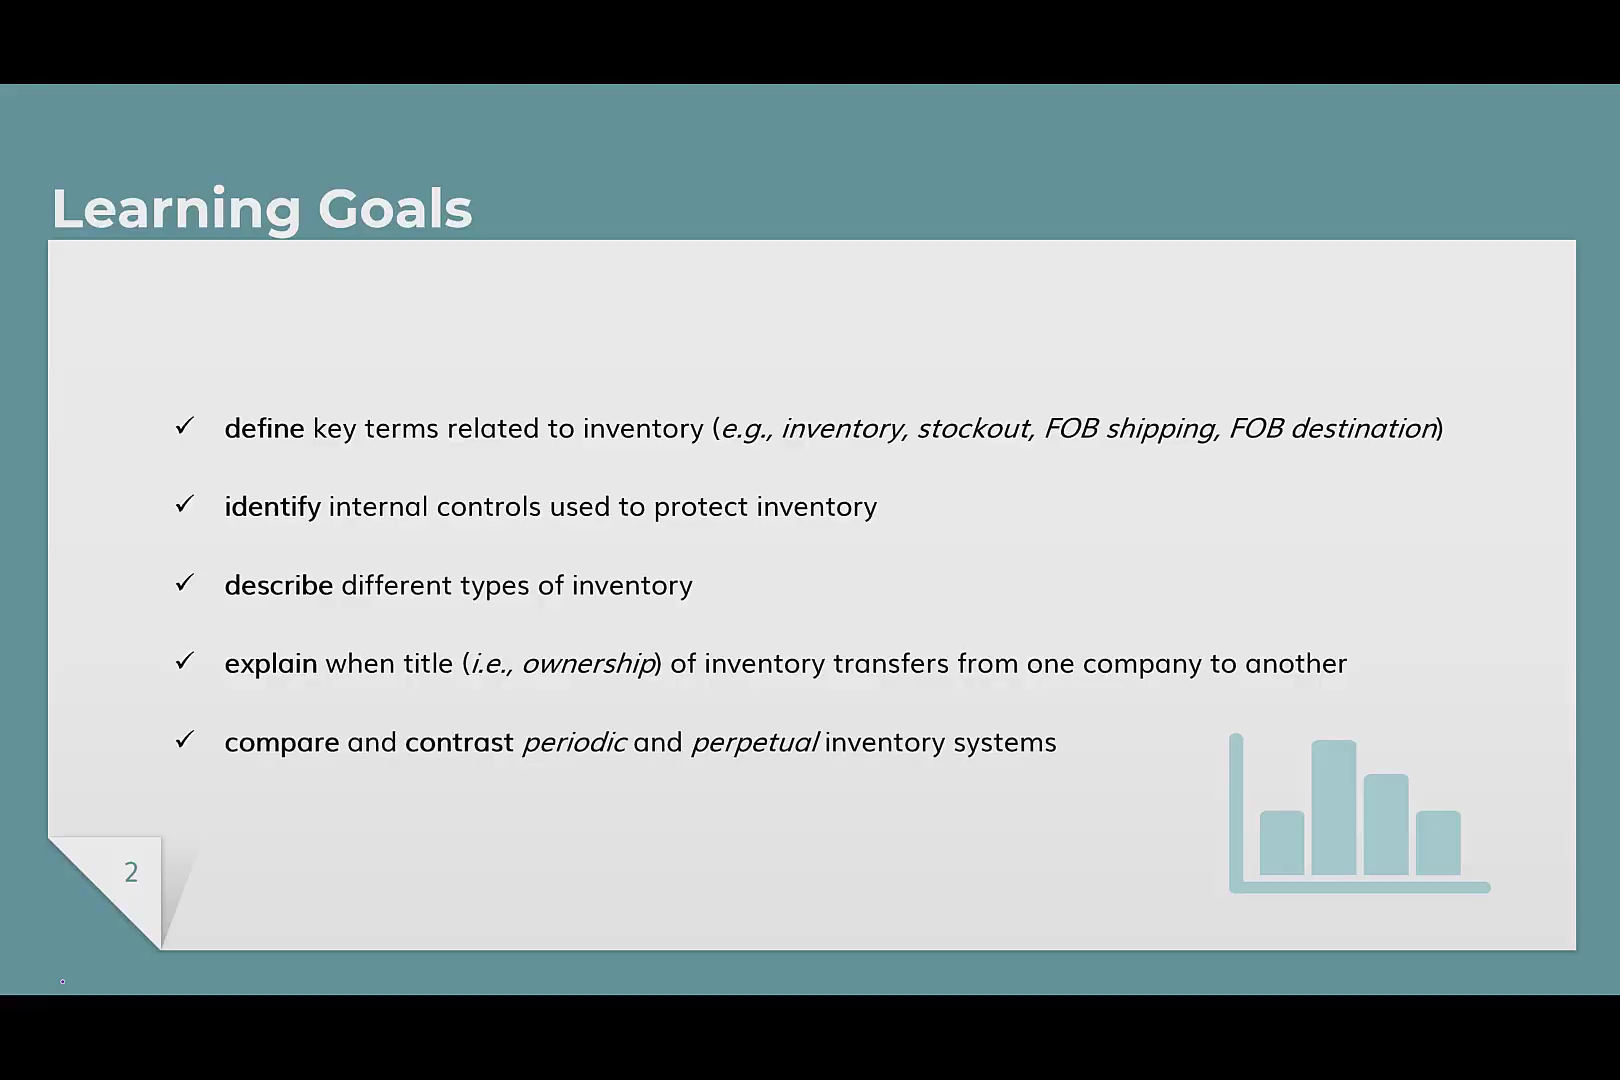 Learning Goals
✓ define key terms related to inventory (e.g., inventory, stockout, FOB shipping, FOB destination)
✓ identify internal controls used to protect inventory
✓ describe different types of inventory
✓ explain when title (i.e., ownership) of inventory transfers from one company to another
✓ compare and contrast periodic and perpetual inventory systems
2